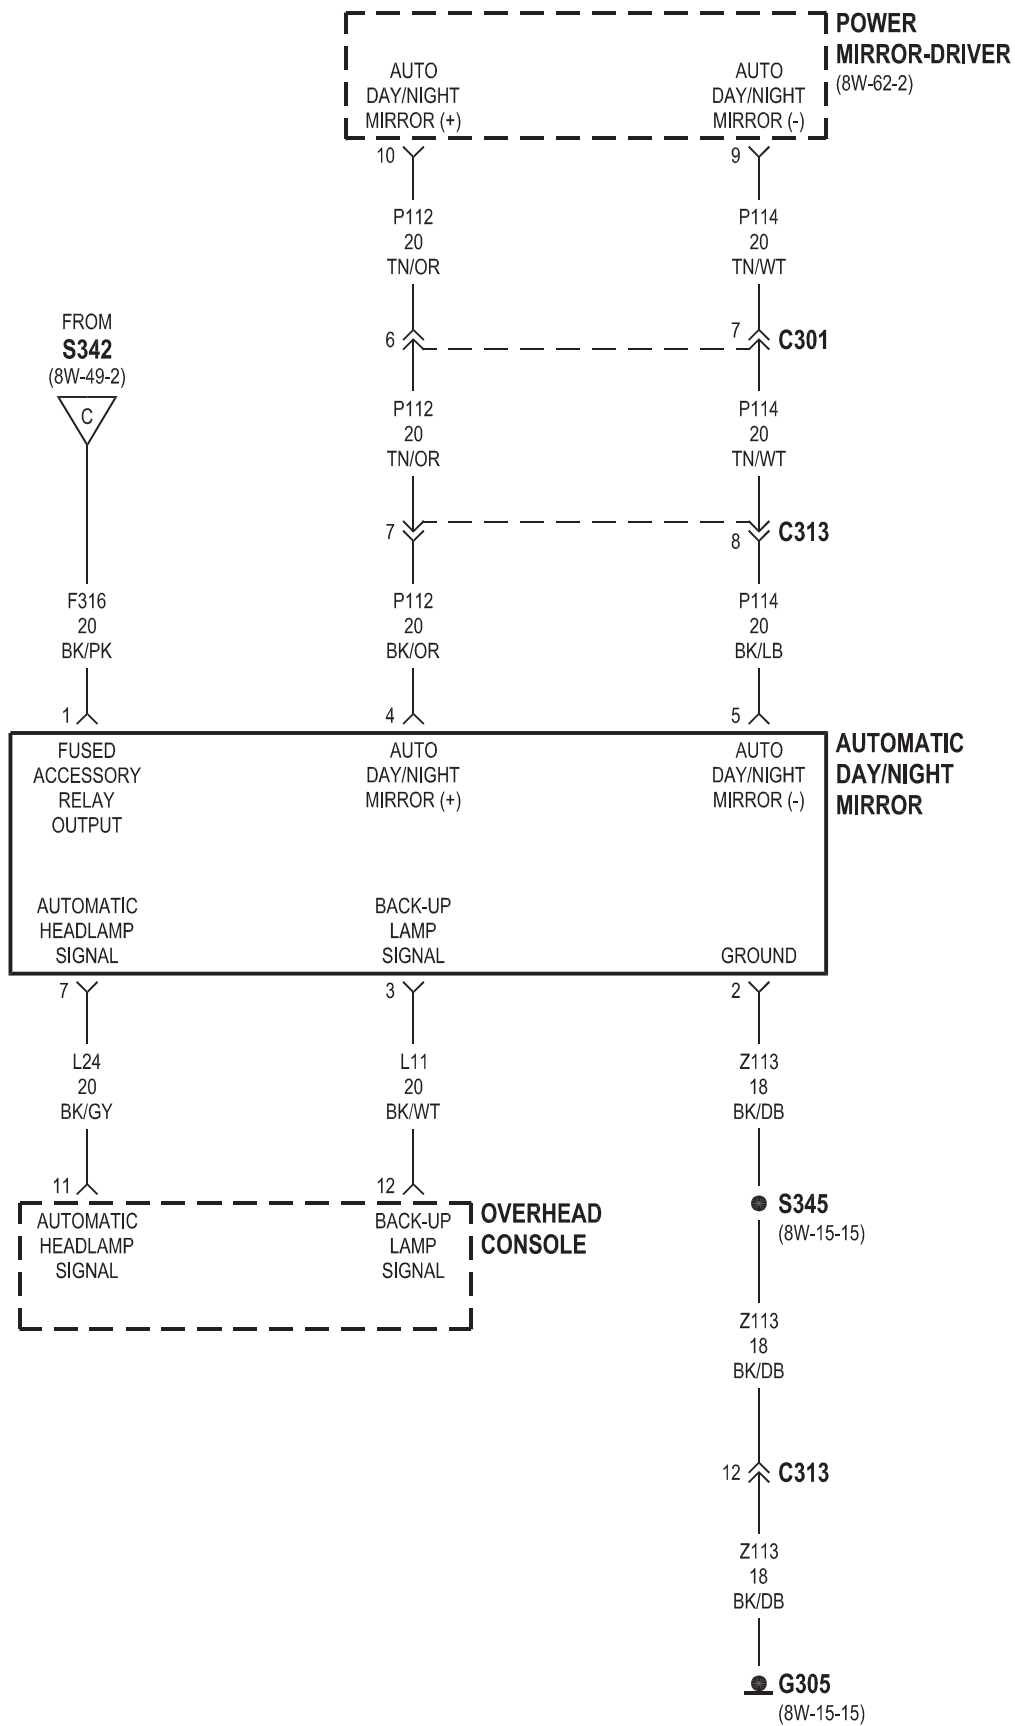 POWER
MIRROR-DRIVER
(8W-62-2)
AUTO
DAY/NIGHT
MIRROR (+)
AUTO
DAY/NIGHT
MIRROR (-)
10
9
P112
20
TN/OR
P114
20
TN/WT
FROM
S342
(8W-49-2)
C
6
7
C301
P112
20
TN/OR
P114
20
TN/WT
7
8
C313
F316
20
BK/PK
P112
20
BK/OR
P114
20
BK/LB
1
4
5
FUSED
ACCESSORY
RELAY
OUTPUT
AUTO
DAY/NIGHT
MIRROR (+)
AUTO
DAY/NIGHT
MIRROR (-)
AUTOMATIC
DAY/NIGHT
MIRROR
AUTOMATIC
HEADLAMP
SIGNAL
BACK-UP
LAMP
SIGNAL
GROUND
7
3
2
L24
20
BK/GY
L11
20
BK/WT
Z113
18
BK/DB
11
12
AUTOMATIC
HEADLAMP
SIGNAL
BACK-UP
LAMP
SIGNAL
OVERHEAD
CONSOLE
S345
(8W-15-15)
Z113
18
BK/DB
12
C313
Z113
18
BK/DB
G305
(8W-15-15)